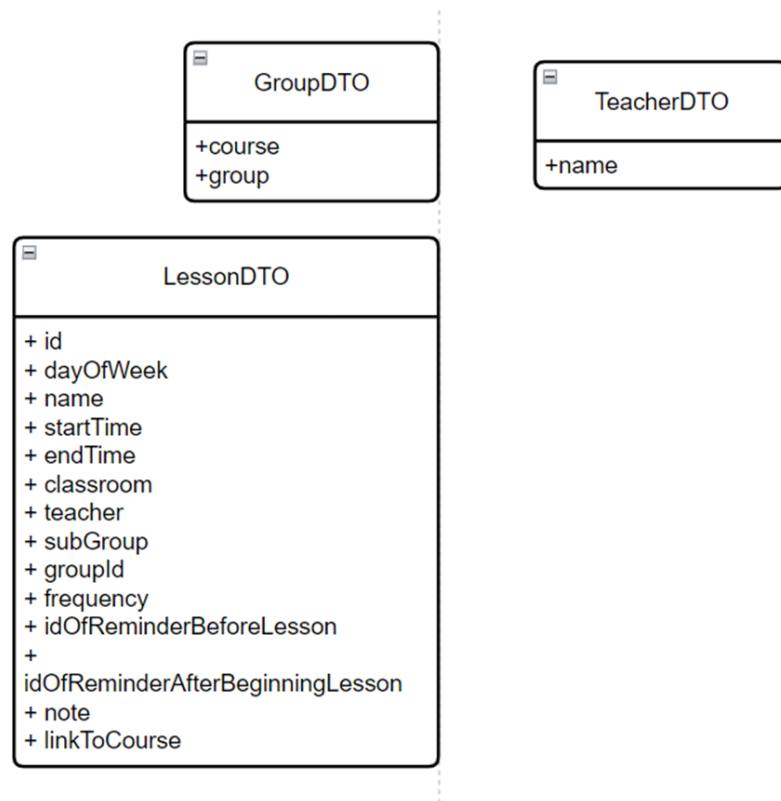 GroupDTO
+course
+group
TeacherDTO
+name
LessonDTO
+ id
+ dayOfWeek
+ name
+ startTime
+ endTime
+ classroom
+ teacher
+ subGroup
+ groupId
+ frequency
+ idOfReminderBeforeLesson
+
idOfReminderAfterBeginningLesson
+ note
+ linkToCourse